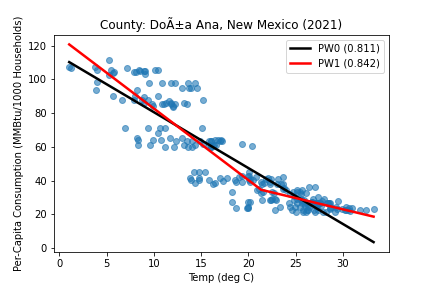 County: DoÃ±a Ana, New Mexico (2021)
Per-Capita Consumption (MMBtu/1000 Households)
120
100
80
60
40
20
0
PW0 (0.811)
PW1 (0.842)
0 5 10 15 20 25 30
Temp (deg C)